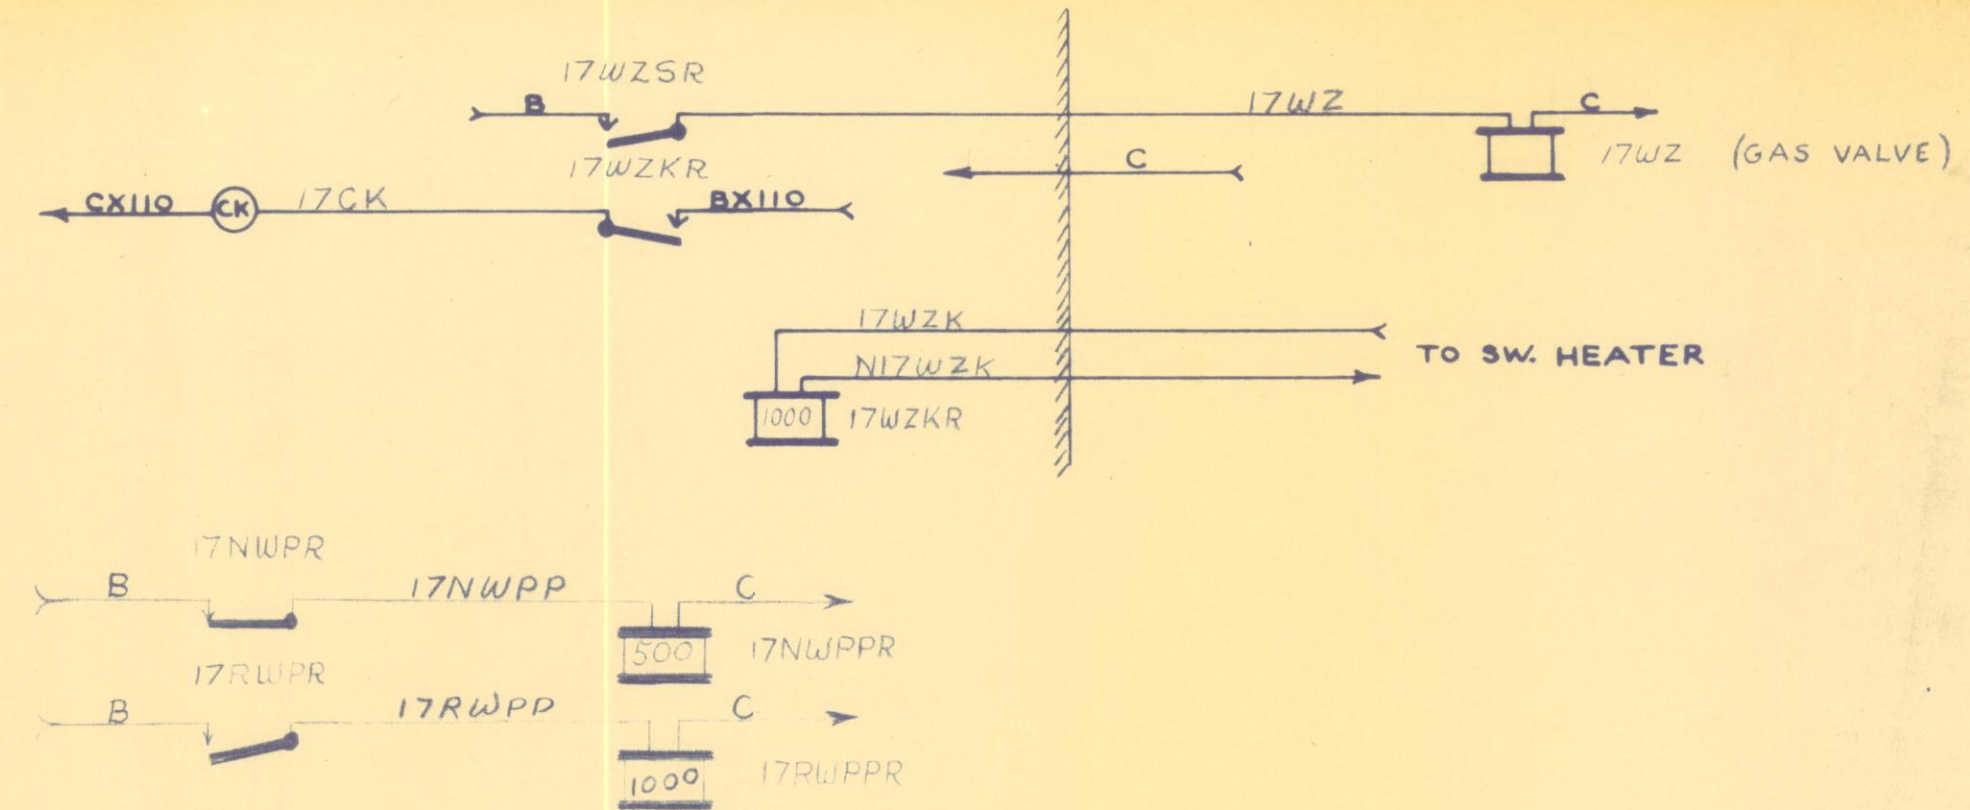 17WZSR
B
17WZ
C
17WZ (GAS VALVE)
17WZKR
C
CX110
CK
17CK
BX110
17WZK
N17WZK
TO SW. HEATER
1000
17WZKR
17NWPR
B
17NWPP
C
500
17NWPPR
17RWPR
B
17RWPP
C
1000
17RWPPR